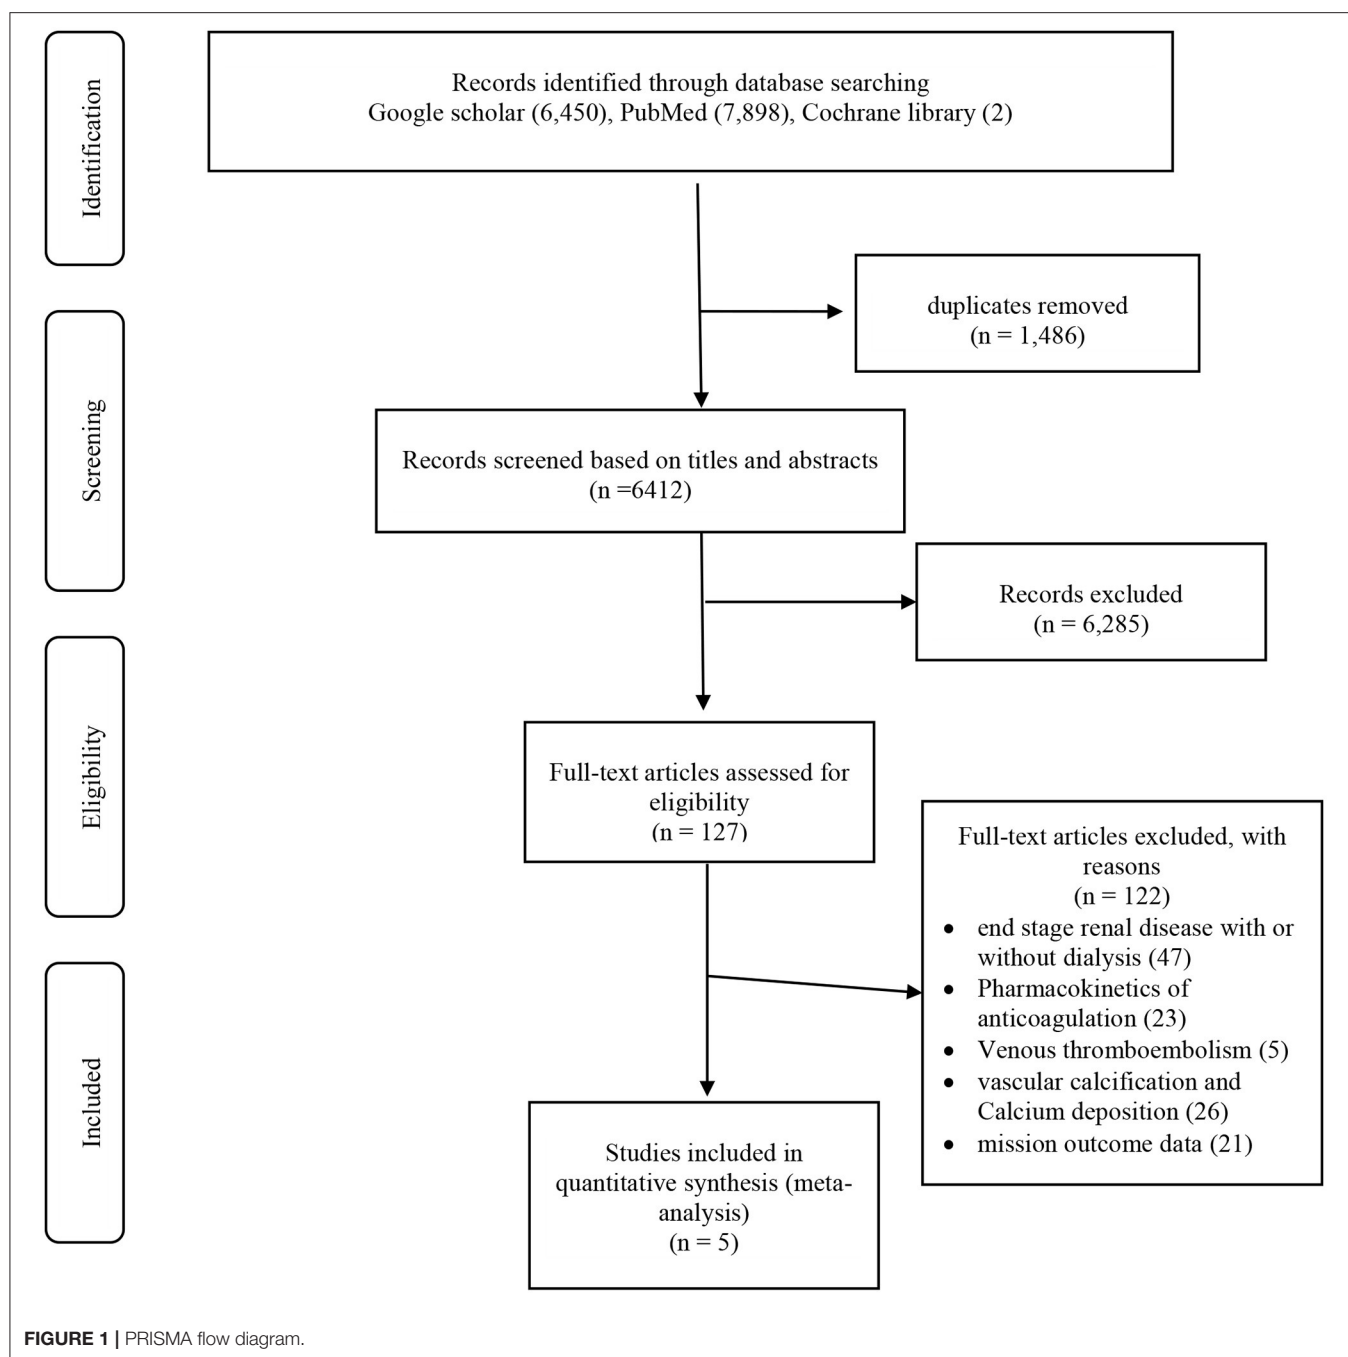 Identification
Records identified through database searching
Google scholar (6,450), PubMed (7,898), Cochrane library (2)
duplicates removed
(n = 1,486)
Screening
Records screened based on titles and abstracts
(n =6412)
Records excluded
(n = 6,285)
Eligibility
Full-text articles assessed for
eligibility
(n = 127)
Full-text articles excluded, with
reasons
(n = 122)
• end stage renal disease with or
without dialysis (47)
• Pharmacokinetics of
anticoagulation (23)
• Venous thromboembolism (5)
• vascular calcification and
Calcium deposition (26)
• mission outcome data (21)
Included
Studies included in
quantitative synthesis (meta-
analysis)
(n = 5)
FIGURE 1 | PRISMA flow diagram.